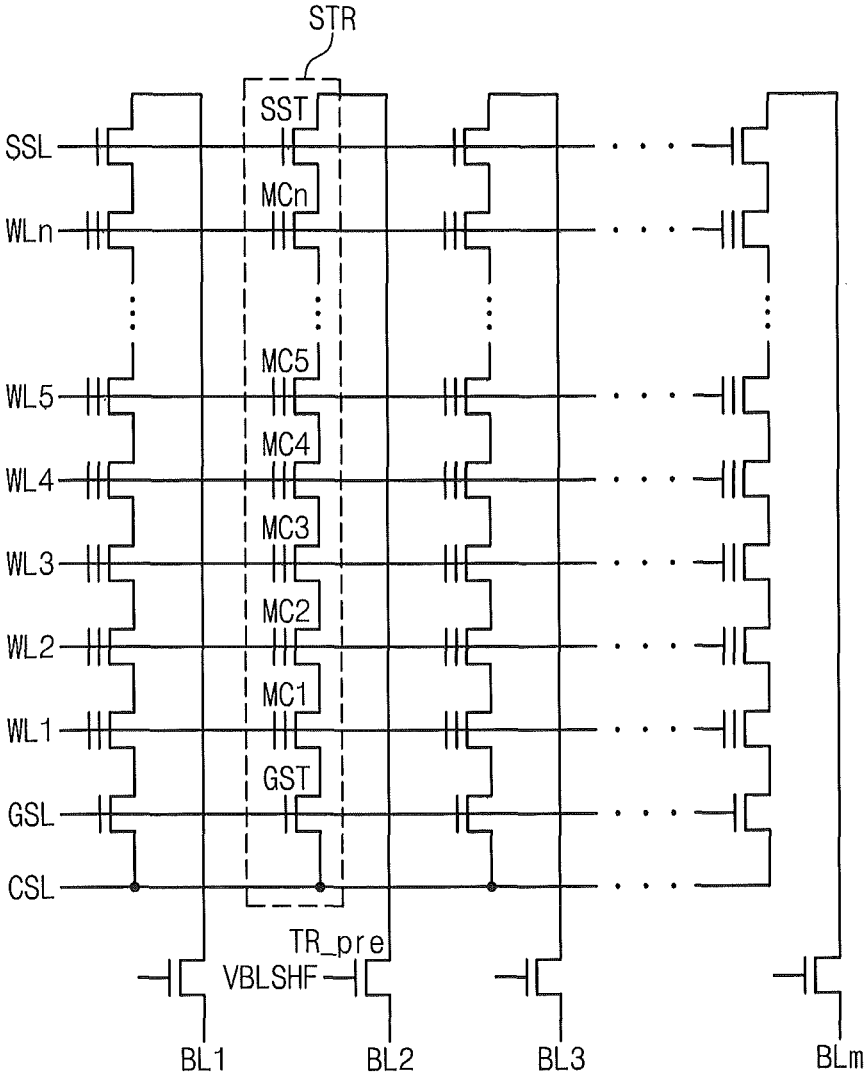 STR
SST
SSL
MCn
WLn
MC5
WL5
MC4
WL4
MC3
WL3
MC2
WL2
MC1
WL1
GST
GSL
CSL
TR_pre
VBLSHF
BL1 BL2 BL3 BLm